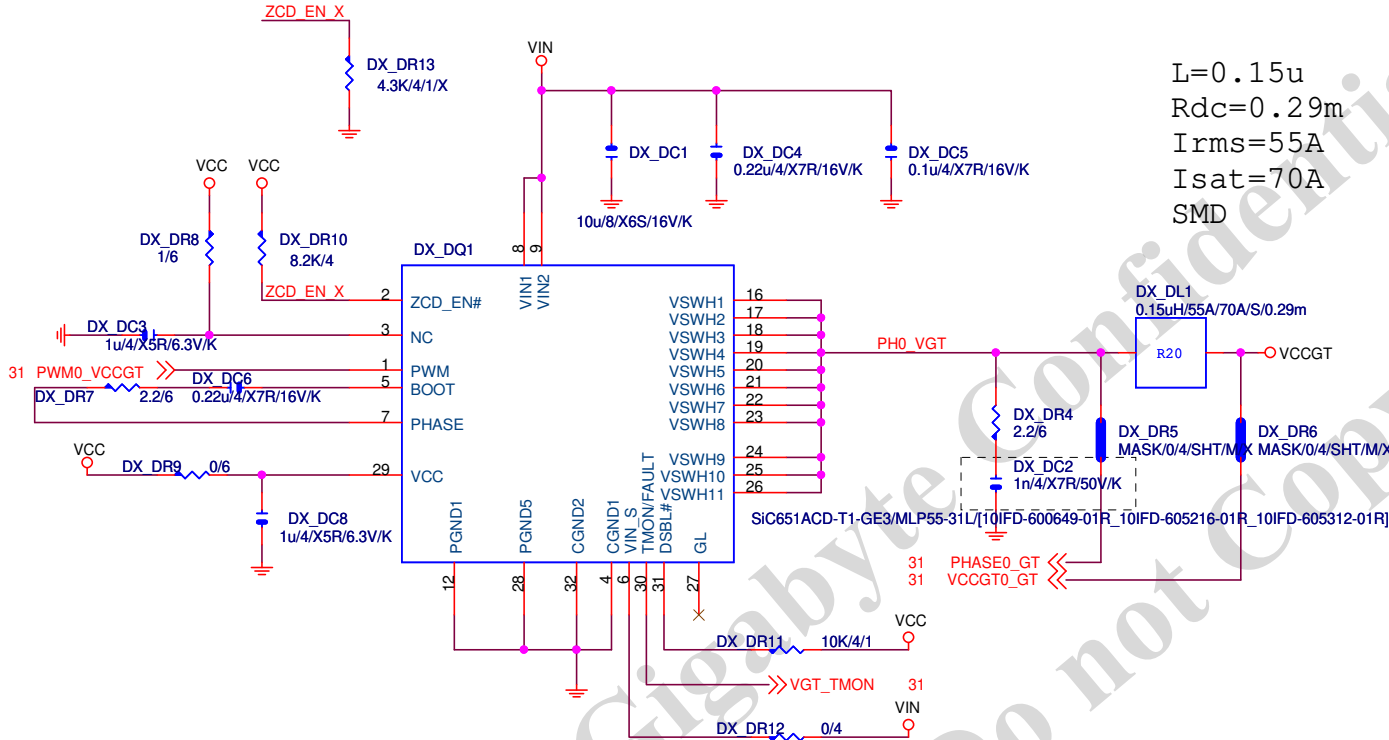 ZCD_EN_X
DX_DR13
4.3K/4/1/X
VIN
L=0.15u
Rdc=0.29m
Irms=55A
Isat=70A
SMD
DX_DC1
10u/8/X6S/16V/K
DX_DC4
0.22u/4/X7R/16V/K
DX_DC5
0.1u/4/X7R/16V/K
VCC
VCC
DX_DR8
1/6
DX_DR10
8.2K/4
DX_DQ1
ZCD_EN_X
2
ZCD_EN#
DX_DC3
1u/4/X5R/6.3V/K
3
NC
31 PWM0_VCCGT
1
PWM
DX_DR7
2.2/6
DX_DC6
0.22u/4/X7R/16V/K
5
BOOT
7
PHASE
VCC
DX_DR9
0/6
29
VCC
DX_DC8
1u/4/X5R/6.3V/K
8
9
VIN1
VIN2
VSWH1
16
VSWH2
17
VSWH3
18
VSWH4
19
VSWH5
20
VSWH6
21
VSWH7
22
VSWH8
23
VSWH9
24
VSWH10
25
VSWH11
26
PH0_VGT
DX_DL1
0.15uH/55A/70A/S/0.29m
R20
VCCGT
DX_DR4
2.2/6
DX_DC2
1n/4/X7R/50V/K
DX_DR5
MASK/0/4/SHT/M/X
DX_DR6
MASK/0/4/SHT/M/X
SiC651ACD-T1-GE3/MLP55-31L/[10IFD-600649-01R_10IFD-605216-01R_10IFD-605312-01R]
31 PHASE0_GT
31 VCCGT0_GT
PGND1
PGND5
CGND2
CGND1
VIN_S
TMON/FAULT
DSBL#
GL
12
28
32
4
6
30
31
27
DX_DR11
10K/4/1
VCC
VGT_TMON 31
VIN
DX_DR12
0/4
Gigabyte Confidenti
Do not Copy